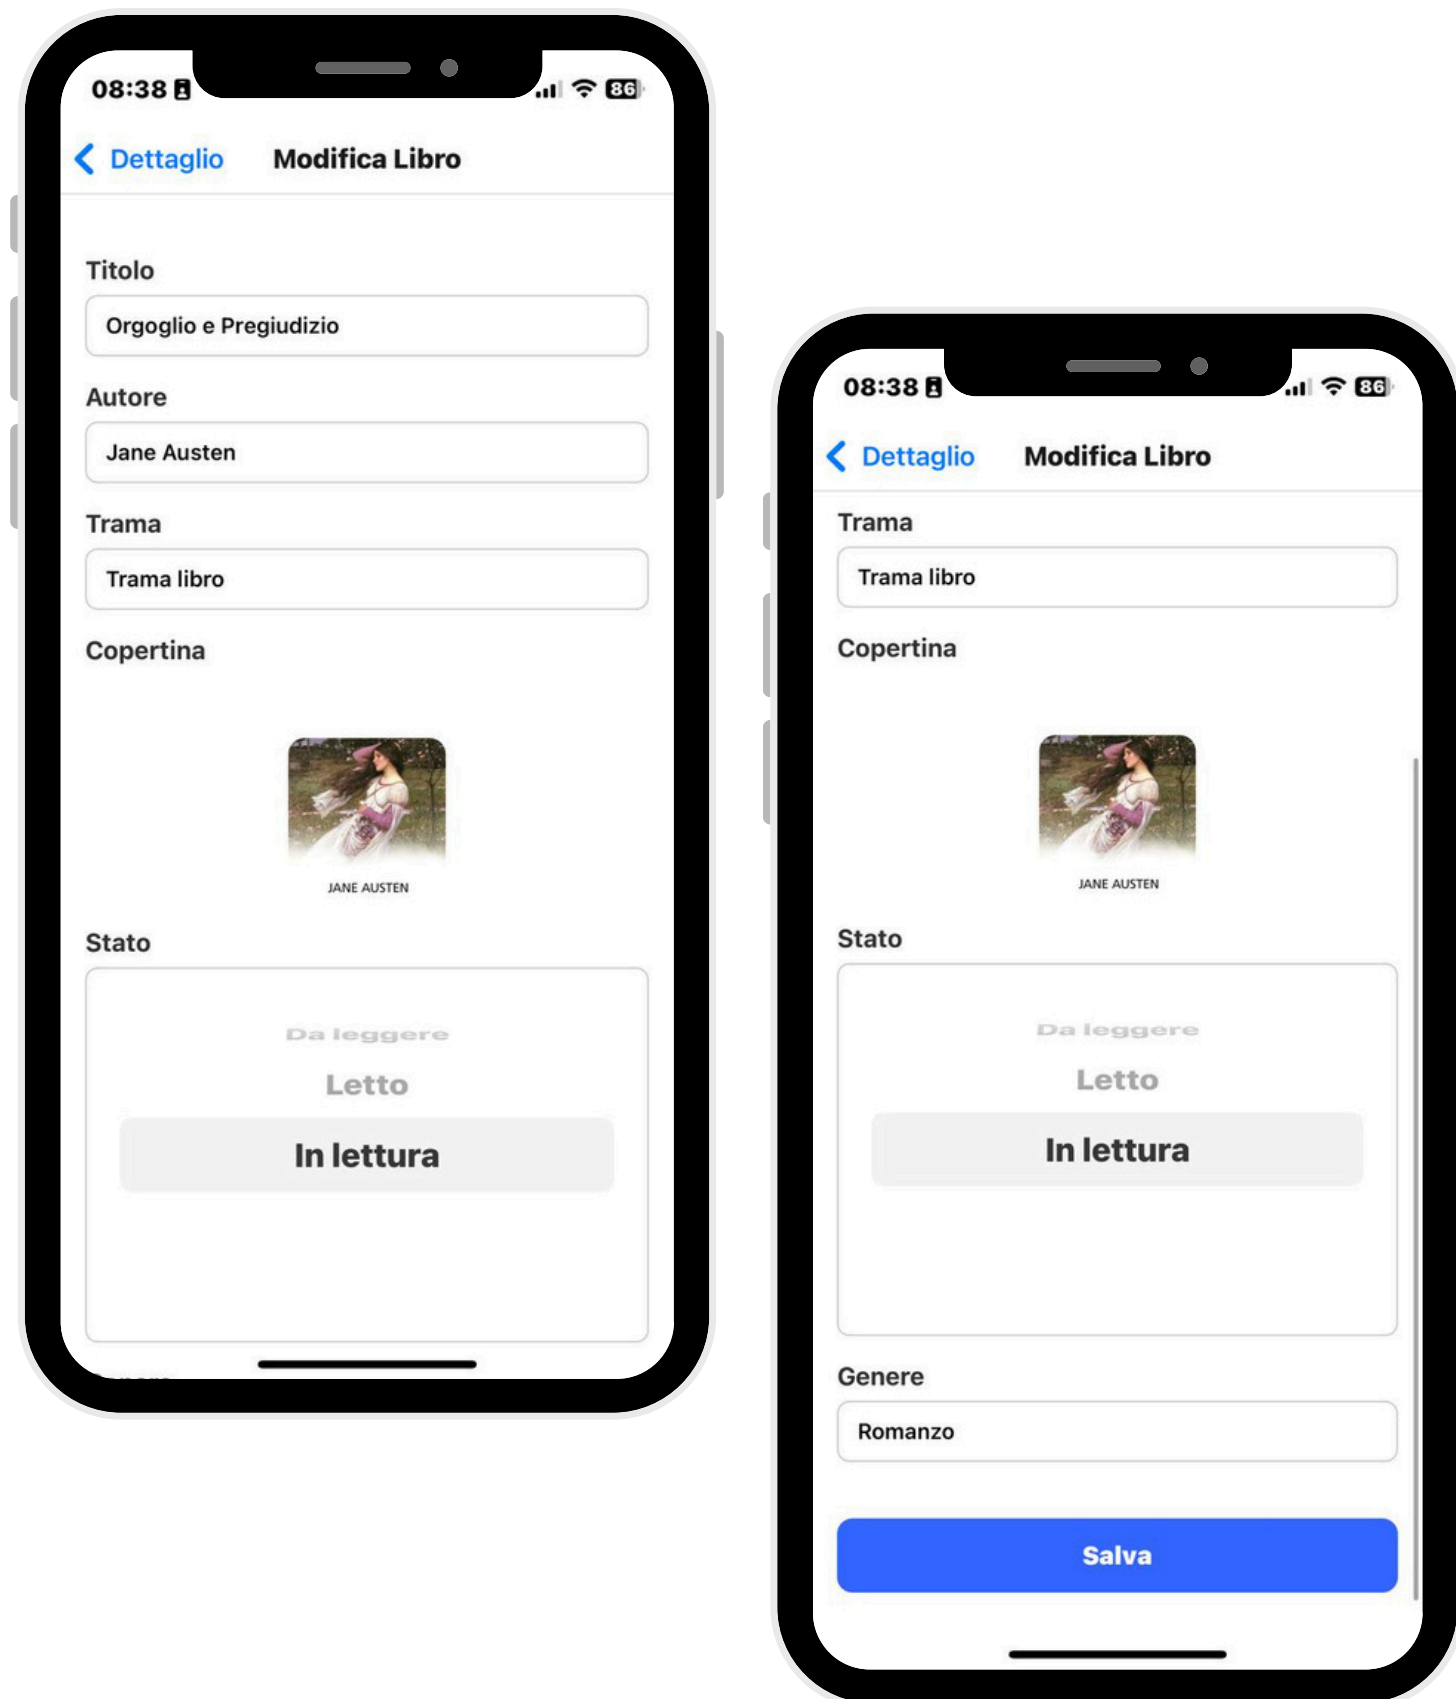 08:38
86
Dettaglio
Modifica Libro
Titolo
Orgoglio e Pregiudizio
Autore
Jane Austen
Trama
Trama libro
Copertina
JANE AUSTEN
Stato
Da leggere
Letto
In lettura
08:38
86
Dettaglio
Modifica Libro
Trama
Trama libro
Copertina
JANE AUSTEN
Stato
Da leggere
Letto
In lettura
Genere
Romanzo
Salva